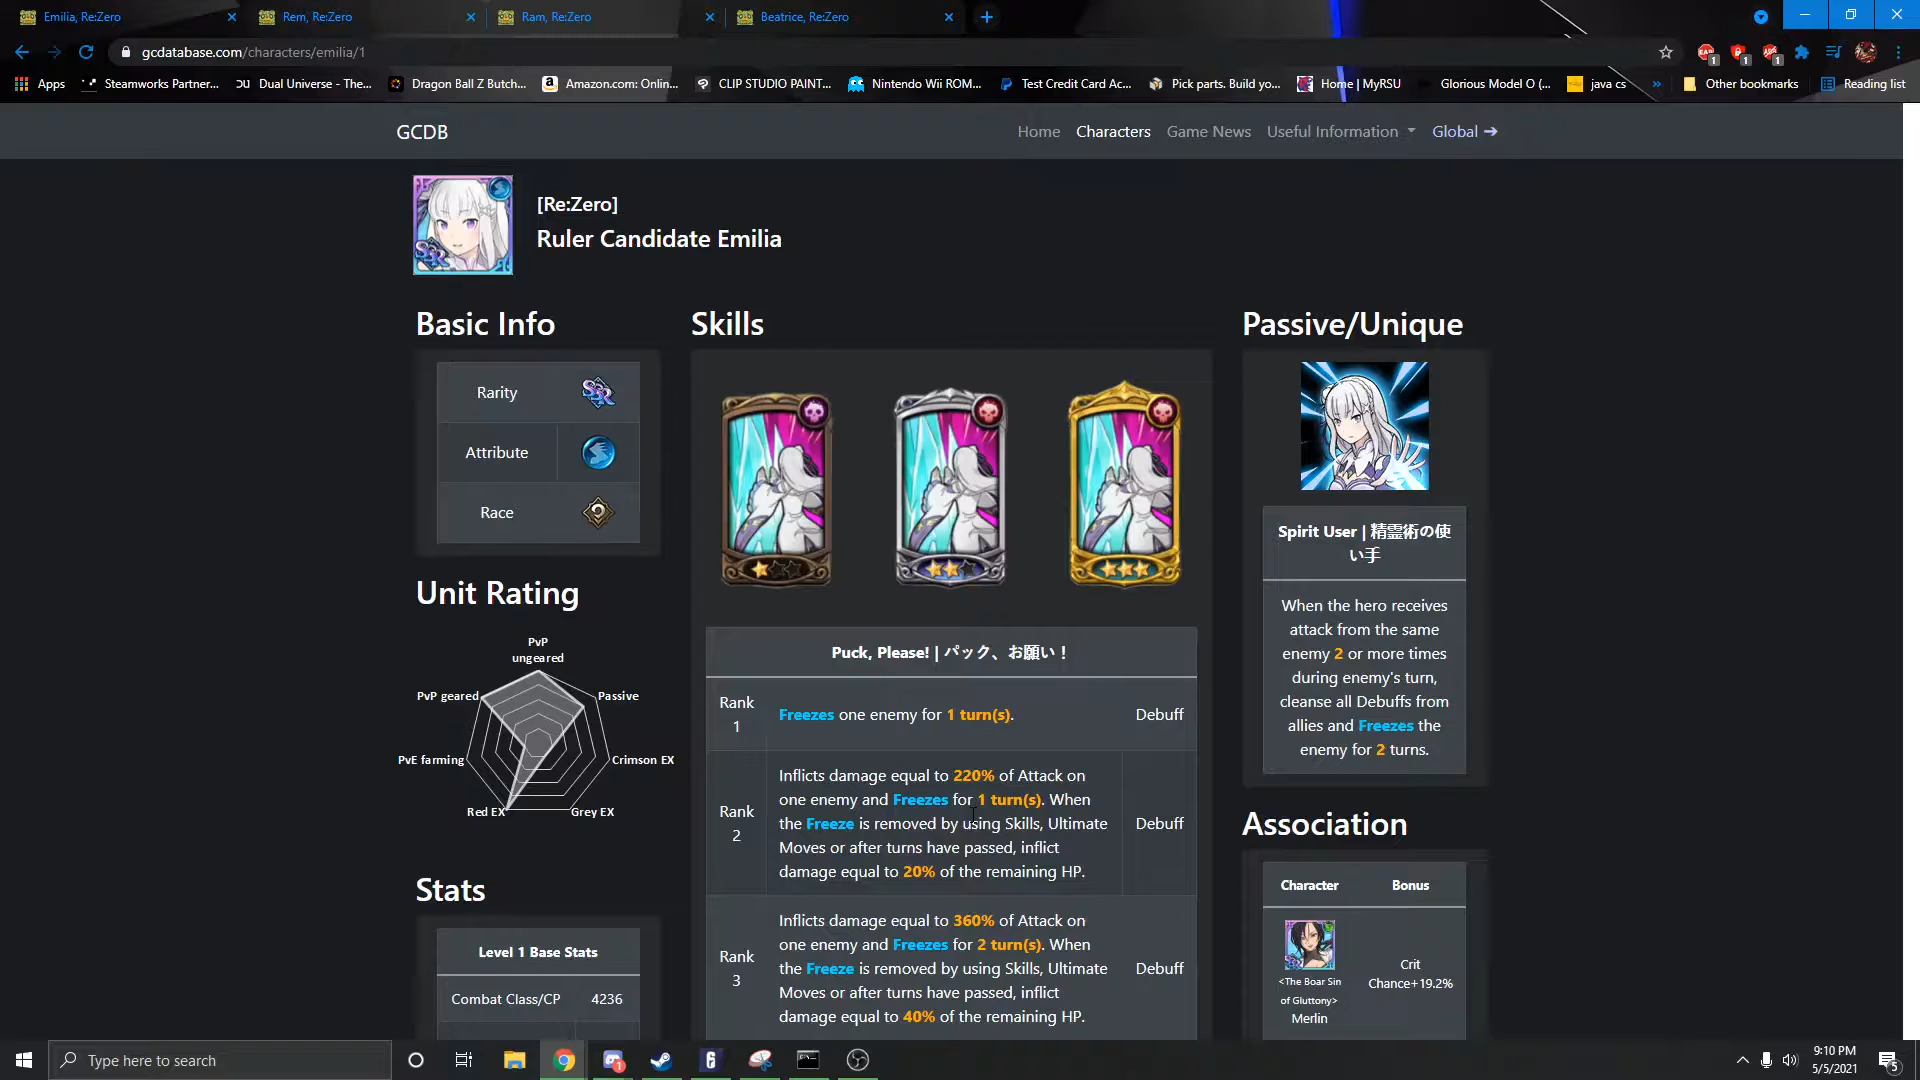 Emilia, Re:Zero
Rem, Re:Zero
Ram, Re:Zero
Beatrice, Re:Zero
gcdatabase.com/characters/emilia/1
Apps
Steamworks Partner...
Dual Universe - The...
Dragon Ball Z Butch...
Amazon.com: Onlin...
CLIP STUDIO PAINT...
Nintendo Wii ROM...
Test Credit Card Ac...
Pick parts. Build yo...
Home | MyRSU
Glorious Model O (...
java cs
»
Other bookmarks
Reading list
GCDB
Home
Characters
Game News
Useful Information
Global ➔
[Re:Zero]
Ruler Candidate Emilia
SSR
Basic Info
Rarity
SSR
Attribute
Race
Unit Rating
PvP
ungeared
PvP geared
Passive
PvE farming
Crimson EX
Red EX
Grey EX
Stats
Level 1 Base Stats
Combat Class/CP 4236
Skills
Puck, Please! | パック、お願い！
Rank
1
Freezes one enemy for 1 turn(s).
Debuff
Rank
2
Inflicts damage equal to 220% of Attack on
one enemy and Freezes for 1 turn(s). When
the Freeze is removed by using Skills, Ultimate
Moves or after turns have passed, inflict
damage equal to 20% of the remaining HP.
Debuff
Rank
3
Inflicts damage equal to 360% of Attack on
one enemy and Freezes for 2 turn(s). When
the Freeze is removed by using Skills, Ultimate
Moves or after turns have passed, inflict
damage equal to 40% of the remaining HP.
Debuff
Passive/Unique
Spirit User | 精霊術の使
い手
When the hero receives
attack from the same
enemy 2 or more times
during enemy's turn,
cleanse all Debuffs from
allies and Freezes the
enemy for 2 turns.
Association
Character Bonus
<The Boar Sin
of Gluttony>
Merlin
Crit
Chance+19.2%
Type here to search
9:10 PM
5/5/2021
5